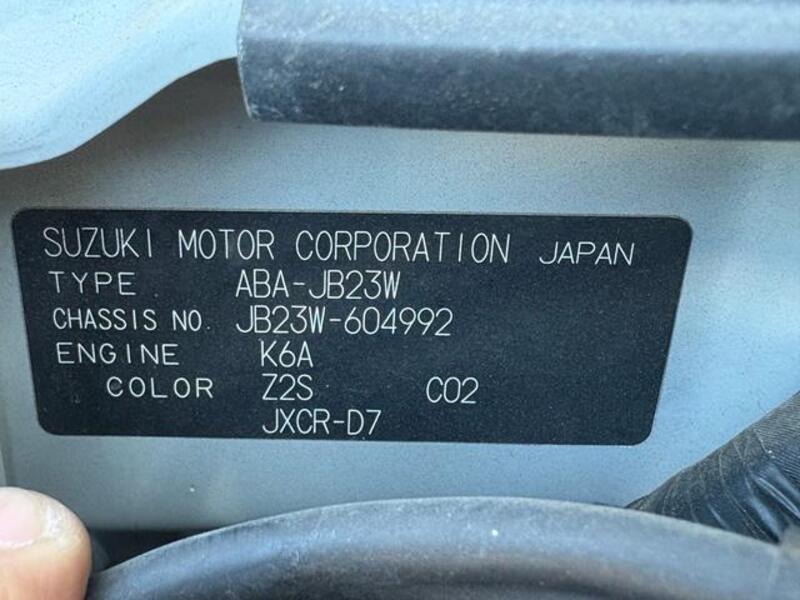 SUZUKI MOTOR CORPORATION JAPAN
TYPE ABA-JB23W
CHASSIS NO. JB23W-604992
ENGINE K6A
COLOR Z2S C02
JXCR-D7